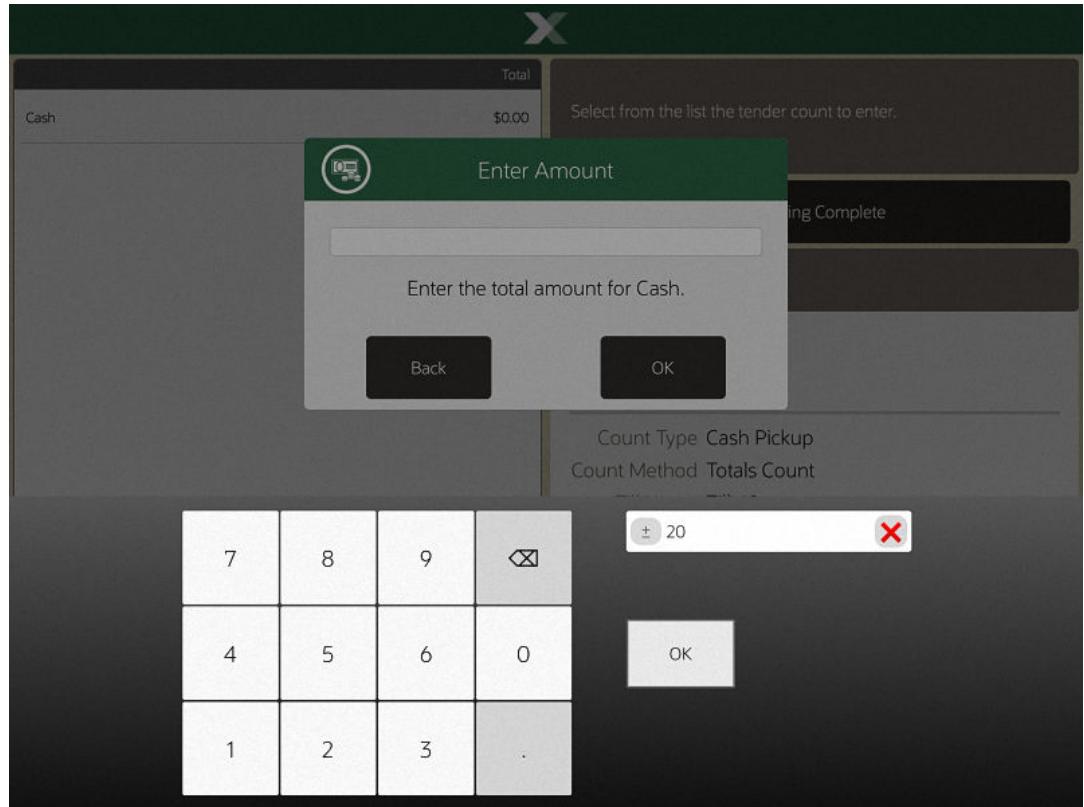 Total
Cash $0.00
Select from the list the tender count to enter.
Enter Amount
ing Complete
Enter the total amount for Cash.
Back OK
Count Type Cash Pickup
Count Method Totals Count
± 20
7 8 9
4 5 6 0
OK
1 2 3 .